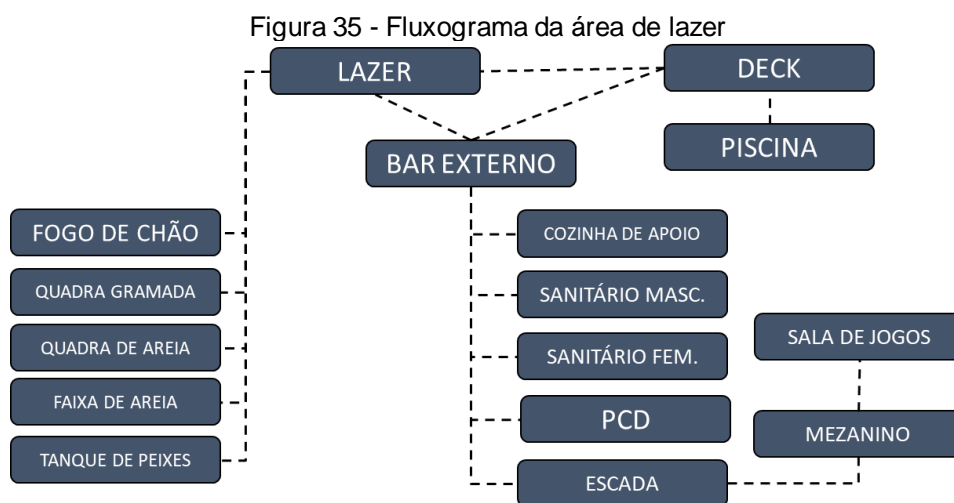 Figura 35 - Fluxograma da área de lazer
LAZER
DECK
PISCINA
BAR EXTERNO
FOGO DE CHÃO
QUADRA GRAMADA
QUADRA DE AREIA
FAIXA DE AREIA
TANQUE DE PEIXES
COZINHA DE APOIO
SANITÁRIO MASC.
SANITÁRIO FEM.
PCD
ESCADA
SALA DE JOGOS
MEZANINO